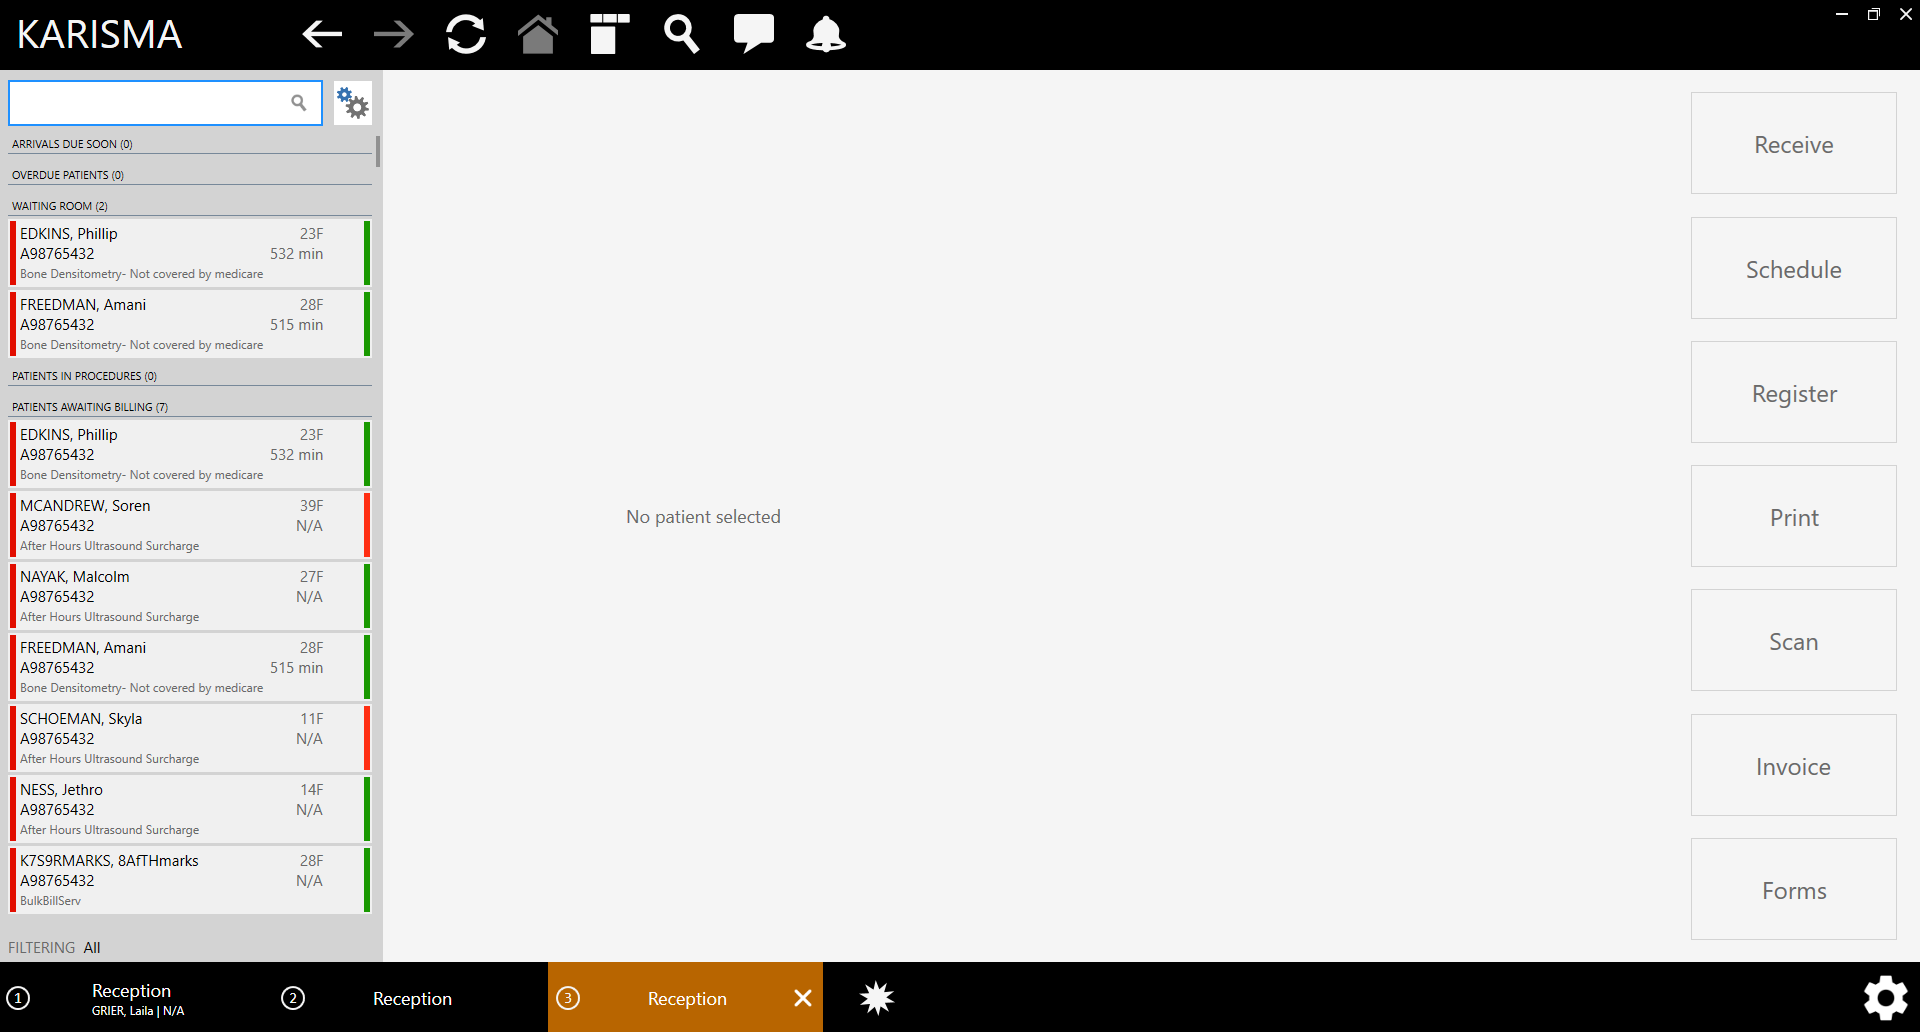 KARISMA
ARRIVALS DUE SOON (0)
OVERDUE PATIENTS (0)
WAITING ROOM (2)
EDKINS, Phillip 23F
A98765432 532 min
Bone Densitometry- Not covered by medicare
FREEDMAN, Amani 28F
A98765432 515 min
Bone Densitometry- Not covered by medicare
PATIENTS IN PROCEDURES (0)
PATIENTS AWAITING BILLING (7)
EDKINS, Phillip 23F
A98765432 532 min
Bone Densitometry- Not covered by medicare
MCANDREW, Soren 39F
A98765432 N/A
After Hours Ultrasound Surcharge
NAYAK, Malcolm 27F
A98765432 N/A
After Hours Ultrasound Surcharge
FREEDMAN, Amani 28F
A98765432 515 min
Bone Densitometry- Not covered by medicare
SCHOEMAN, Skyla 11F
A98765432 N/A
After Hours Ultrasound Surcharge
NESS, Jethro 14F
A98765432 N/A
After Hours Ultrasound Surcharge
K7S9RMARKS, 8AfTHmarks 28F
A98765432 N/A
BulkBillServ
FILTERING All
No patient selected
Receive
Schedule
Register
Print
Scan
Invoice
Forms
1 Reception
GRIER, Laila | N/A
2 Reception
3 Reception